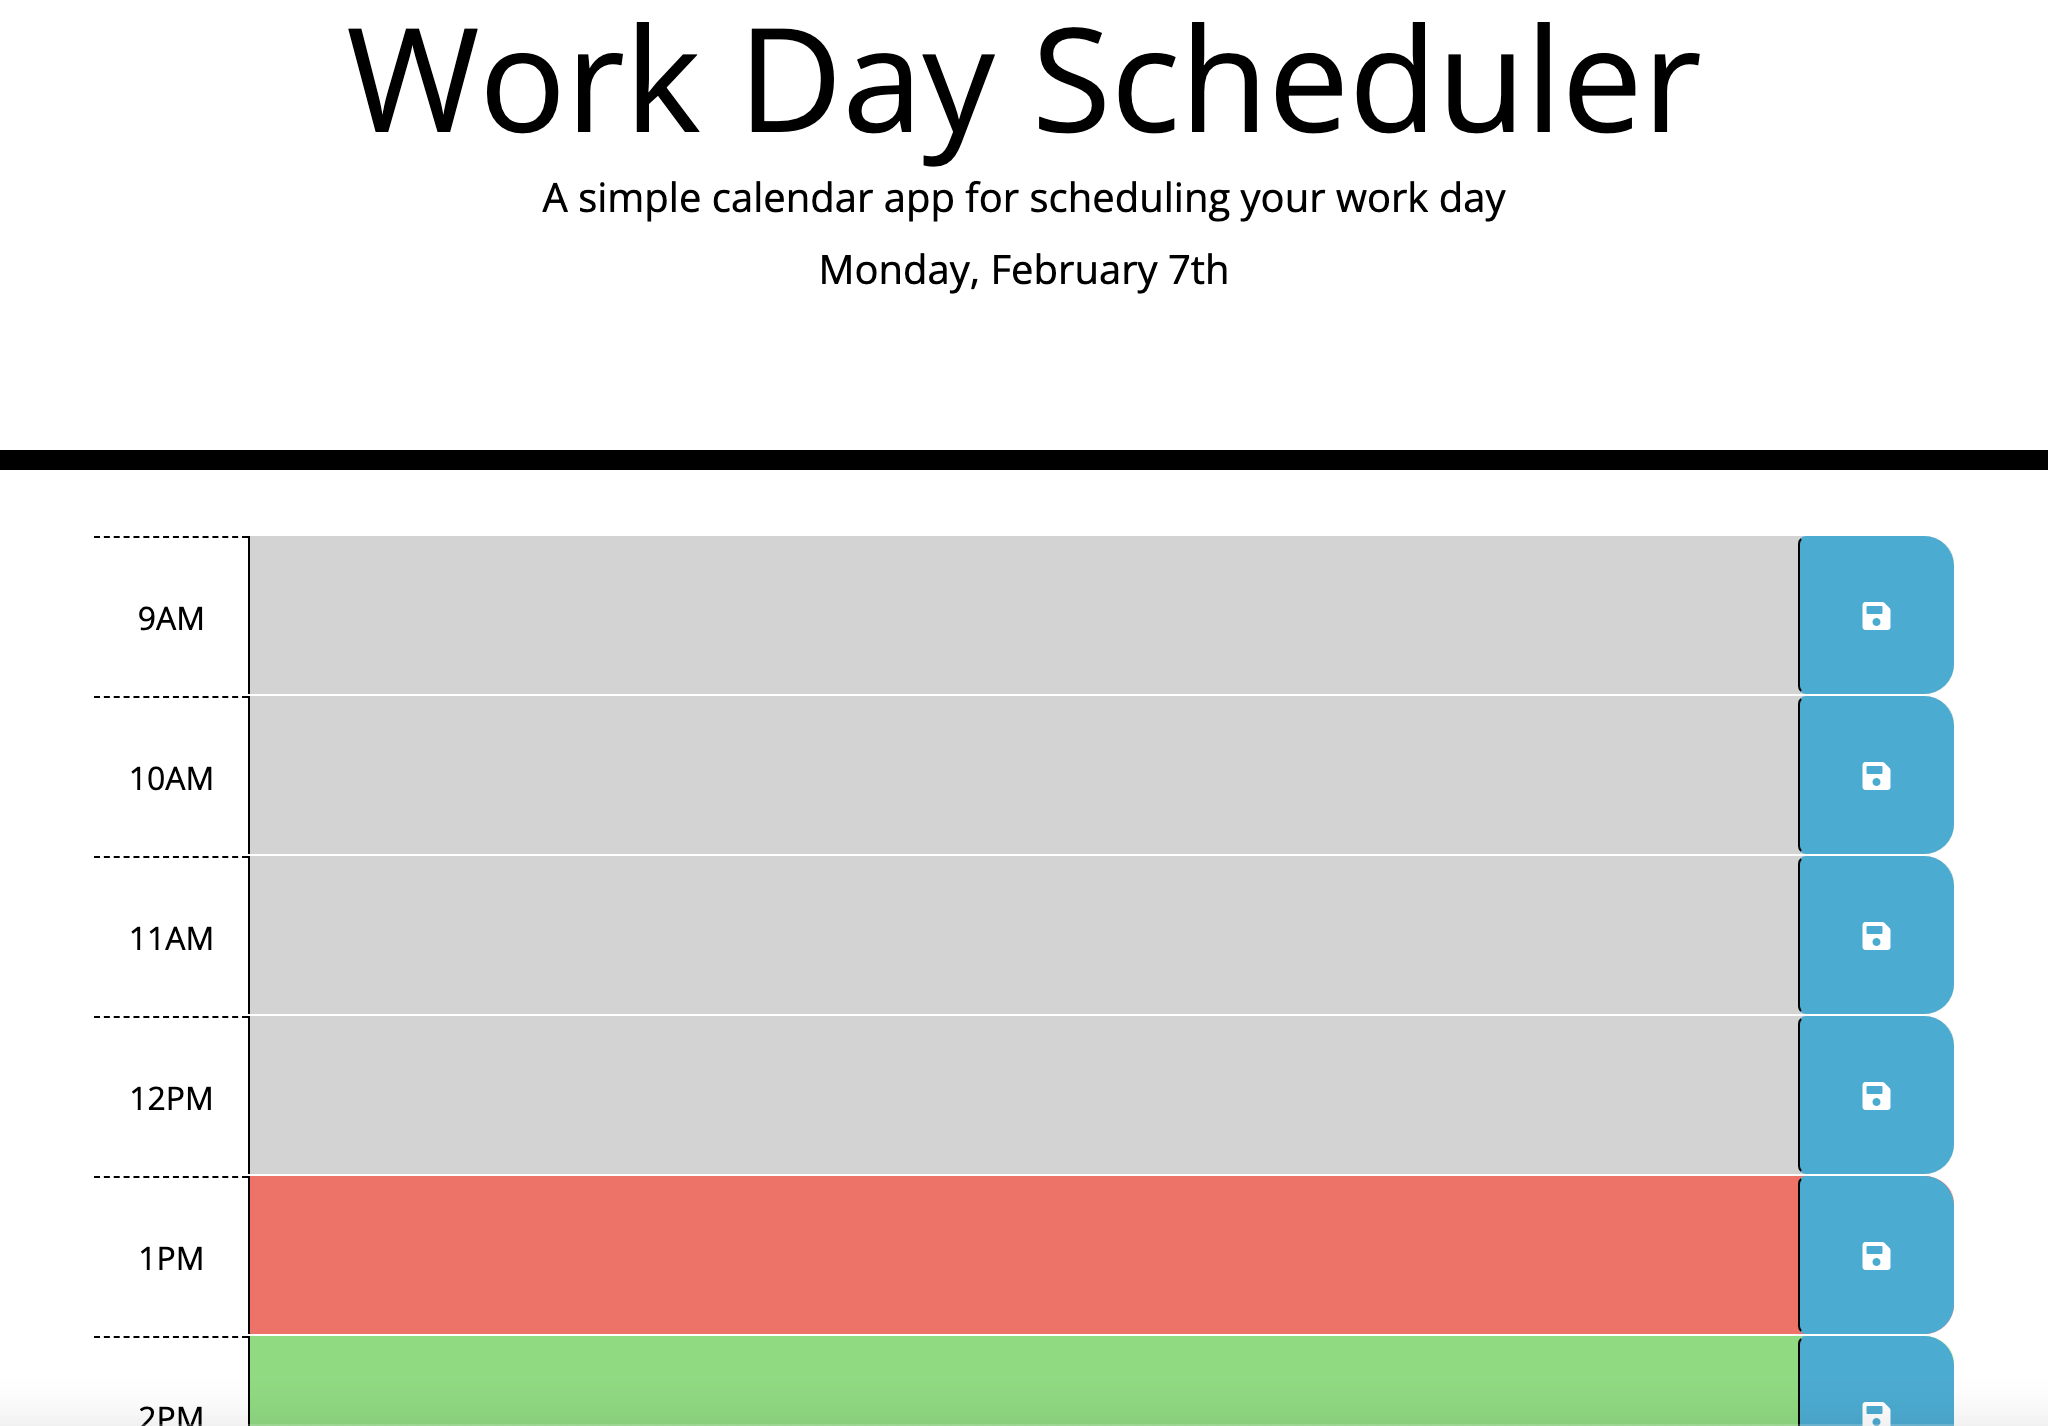 Work Day Scheduler
A simple calendar app for scheduling your work day
Monday, February 7th
9AM
10AM
11AM
12PM
1PM
2PM